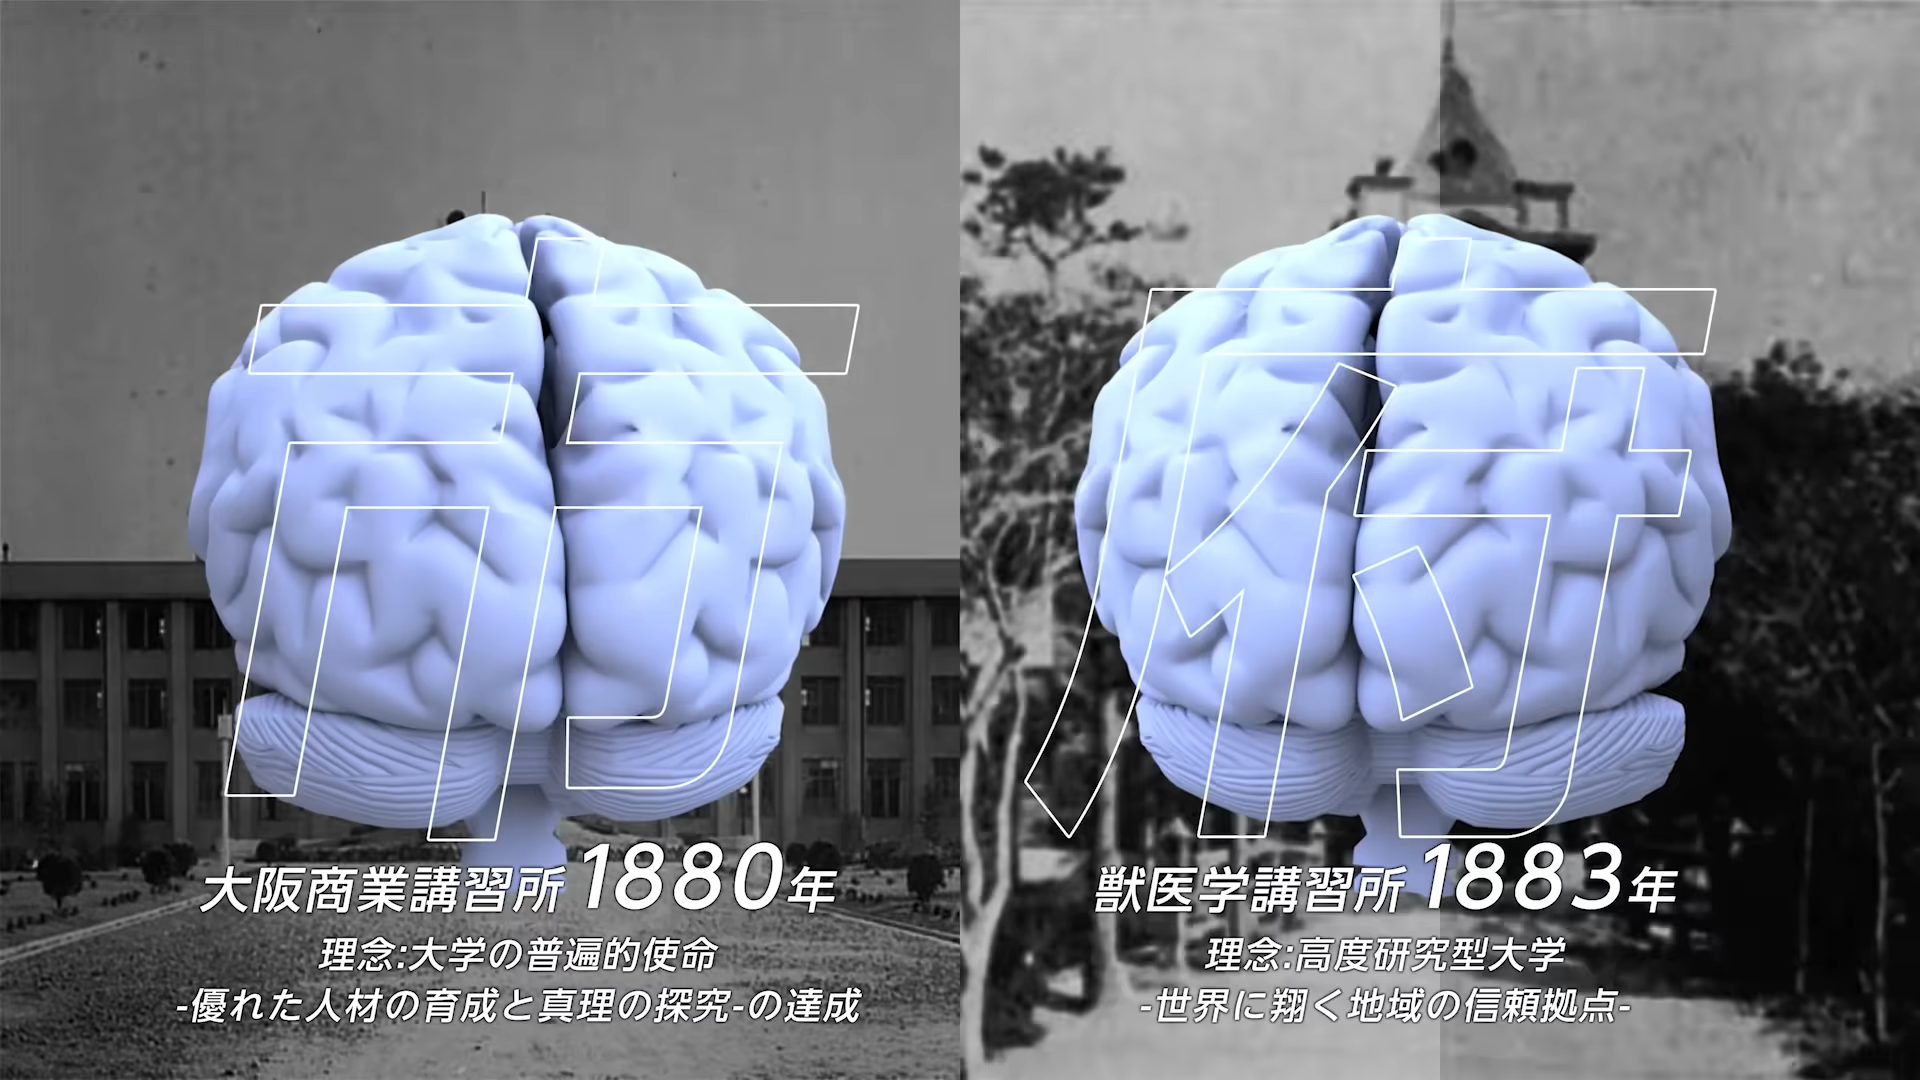 市
大阪商業講習所 1880年
理念:大学の普遍的使命
-優れた人材の育成と真理の探究-の達成
府
獣医学講習所 1883年
理念:高度研究型大学
-世界に翔く地域の信頼拠点-